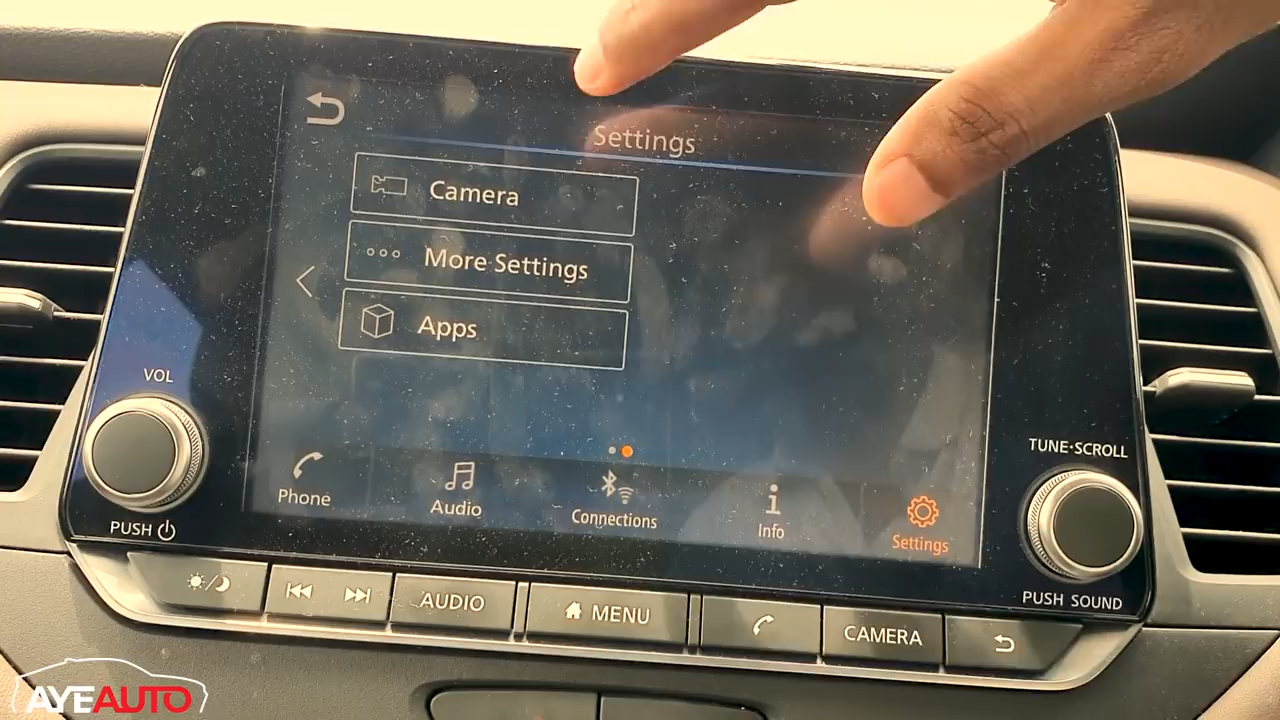 Settings
Camera
More Settings
Apps
VOL
TUNE·SCROLL
Phone
Audio
Connections
Info
Settings
PUSH
PUSH SOUND
AUDIO
MENU
CAMERA
AYEAUTO